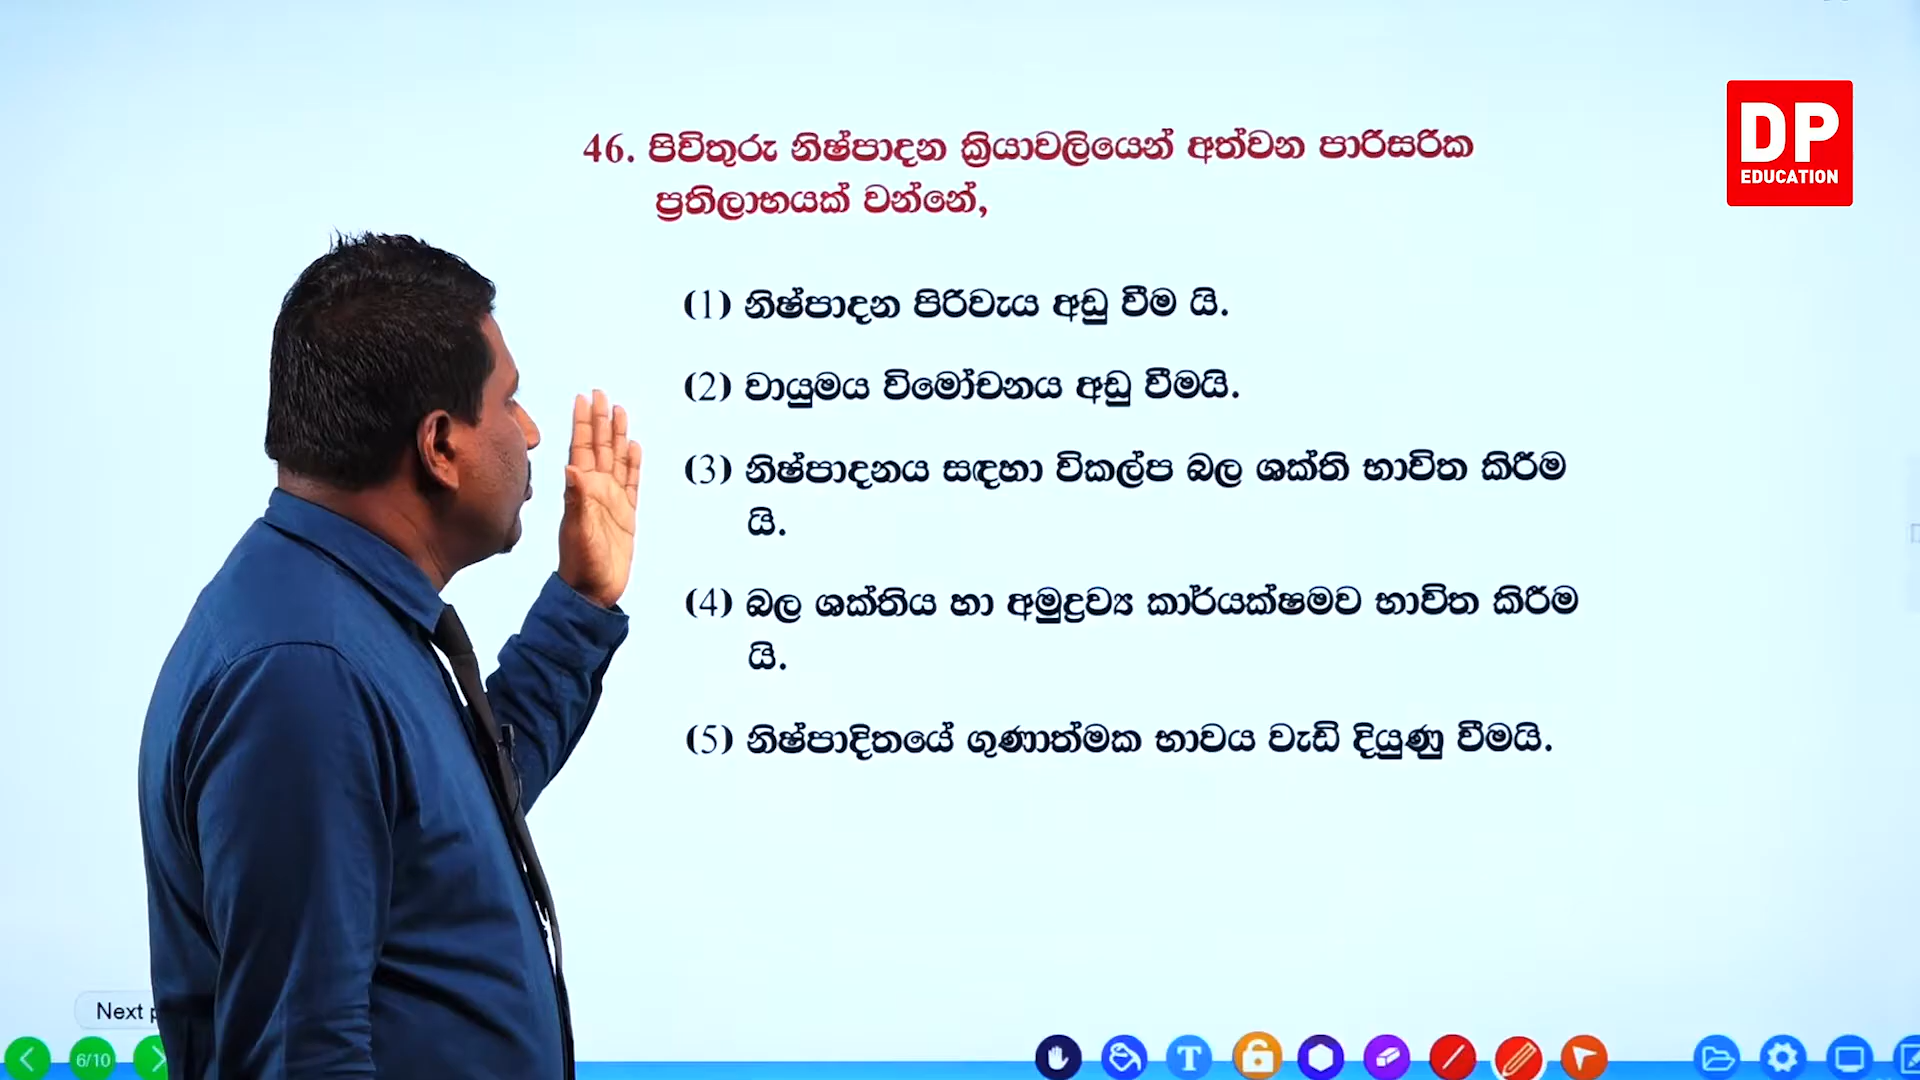 DP
EDUCATION
46. පිවිතුරු නිෂ්පාදන ක්‍රියාවලියෙන් අත්වන පාරිසරික
ප්‍රතිලාභයක් වන්නේ,
(1) නිෂ්පාදන පිරිවැය අඩු වීම යි.
(2) වායුමය විමෝචනය අඩු වීමයි.
(3) නිෂ්පාදනය සඳහා විකල්ප බල ශක්ති භාවිත කිරීම
යි.
(4) බල ශක්තිය හා අමුද්‍රව්‍ය කාර්යක්ෂමව භාවිත කිරීම
යි.
(5) නිෂ්පාදිතයේ ගුණාත්මක භාවය වැඩි දියුණු වීමයි.
Next
6/10
T